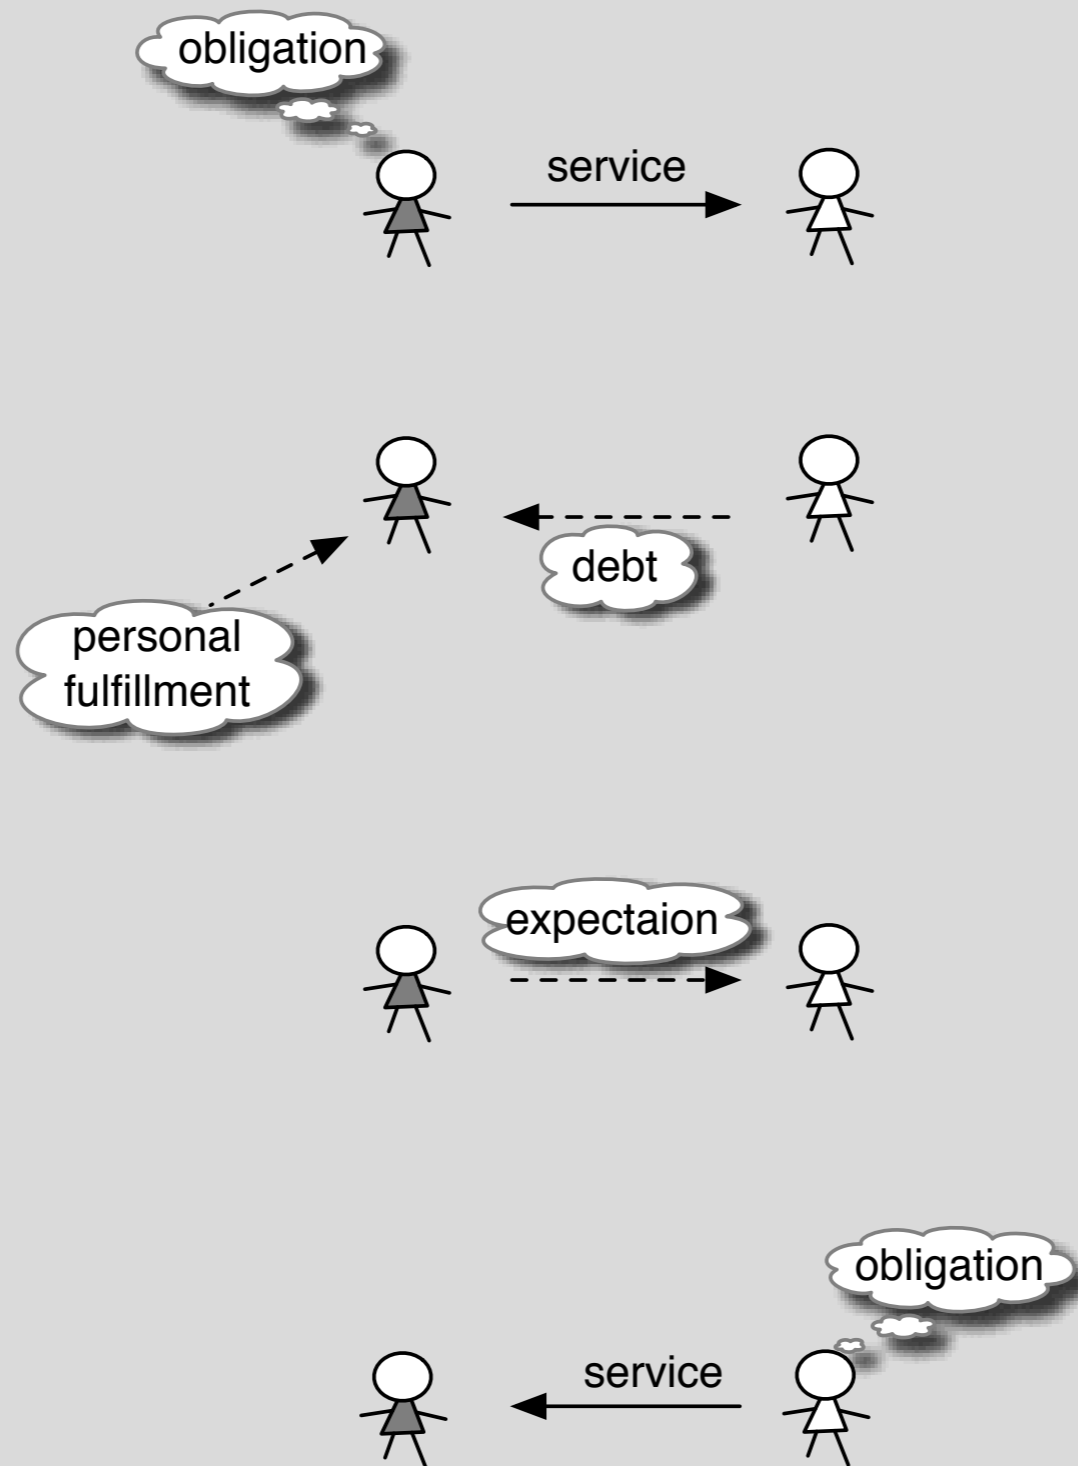 obligation
service
debt
personal
fulfillment
expectaion
obligation
service